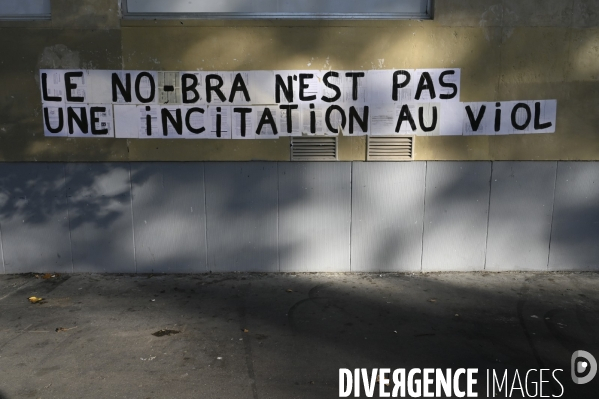 LE NO-BRA N'EST PAS
UNE INCITATION AU VIOL
DIVERGENCE IMAGES